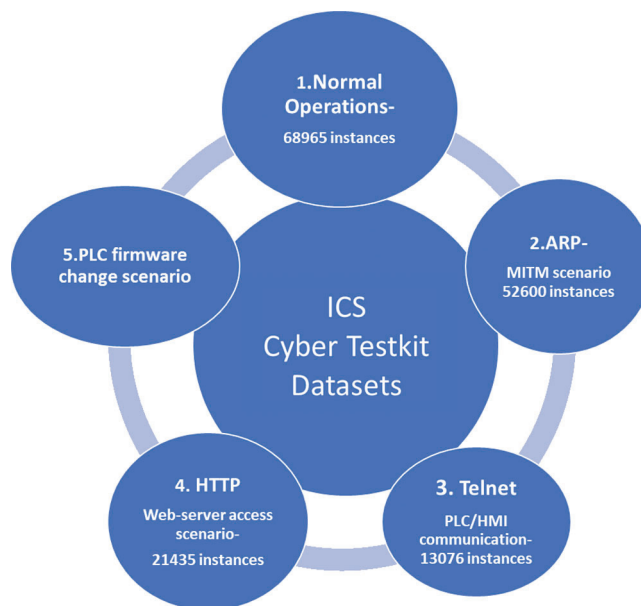 1.Normal
Operations-
68965 instances
2.ARP-
MITM scenario
52600 instances
3. Telnet
PLC/HMI
communication-
13076 instances
4. HTTP
Web-server access
scenario-
21435 instances
5.PLC firmware
change scenario
ICS
Cyber Testkit
Datasets